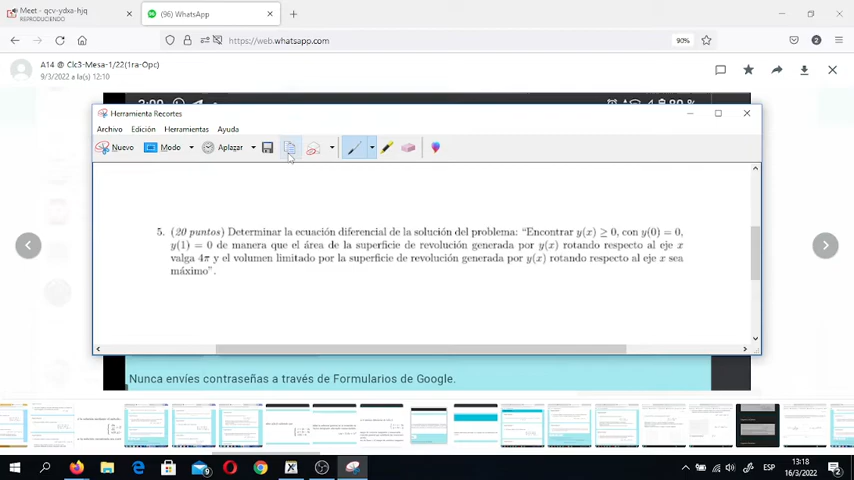 Meet - qcv-ydxa-hjp
REPRODUCIENDO
WhatsApp
https://web.whatsapp.com
90%
2
A14 @ Clc3-Mesa-1/22(1ra-Opc)
9/3/2022 a la(s) 12:10
Herramienta Recortes
Archivo Edición Herramientas Ayuda
Nuevo Modo Aplazar
5. (20 puntos) Determinar la ecuación diferencial de la solución del problema: “Encontrar y(x) ≥ 0, con y(0) = 0,
y(1) = 0 de manera que el área de la superficie de revolución generada por y(x) rotando respecto al eje x
valga 4π y el volumen limitado por la superficie de revolución generada por y(x) rotando respecto al eje x sea
máximo”.
Nunca envíes contraseñas a través de Formularios de Google.
ESP
13:18
16/3/2022
2